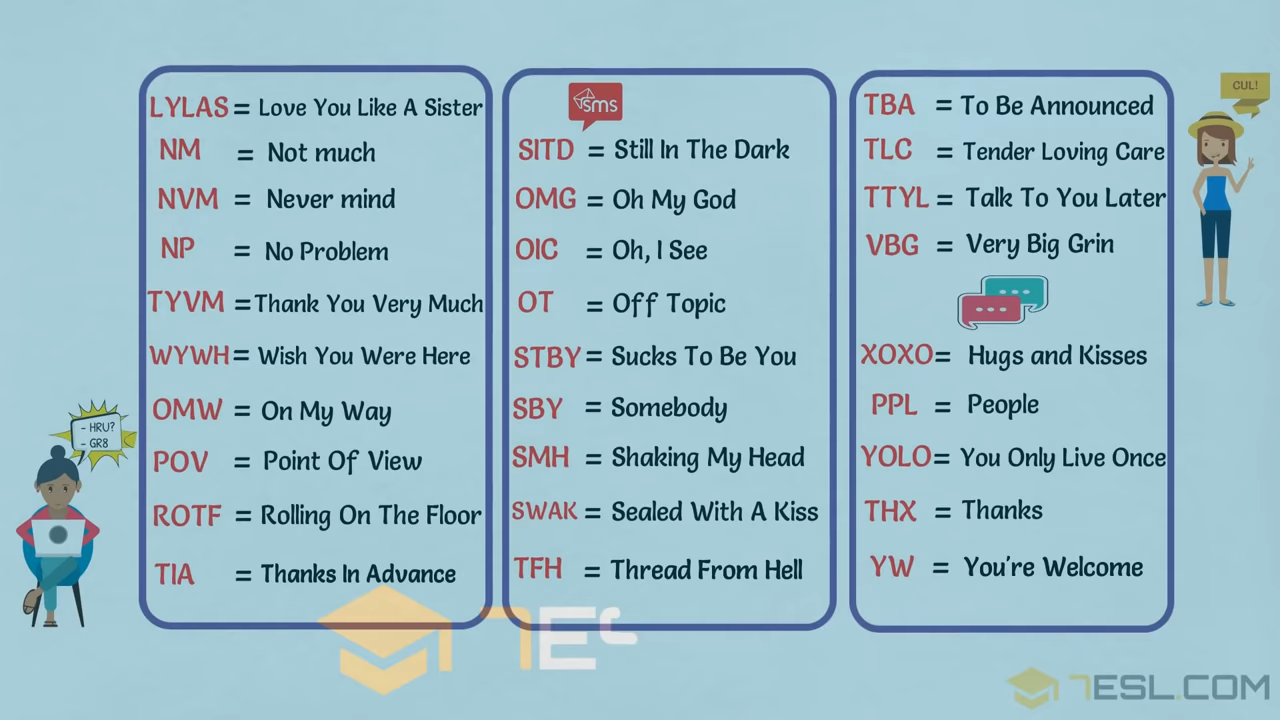 LYLAS = Love You Like A Sister
NM = Not much
NVM = Never mind
NP = No Problem
TYVM = Thank You Very Much
WYWH = Wish You Were Here
OMW = On My Way
POV = Point Of View
ROTF = Rolling On The Floor
TIA = Thanks In Advance
- HRU?
- GR8
sms
SITD = Still In The Dark
OMG = Oh My God
OIC = Oh, I See
OT = Off Topic
STBY = Sucks To Be You
SBY = Somebody
SMH = Shaking My Head
SWAK = Sealed With A Kiss
TFH = Thread From Hell
TBA = To Be Announced
TLC = Tender Loving Care
TTYL = Talk To You Later
VBG = Very Big Grin
XOXO = Hugs and Kisses
PPL = People
YOLO = You Only Live Once
THX = Thanks
YW = You're Welcome
CUL!
7ESL.COM